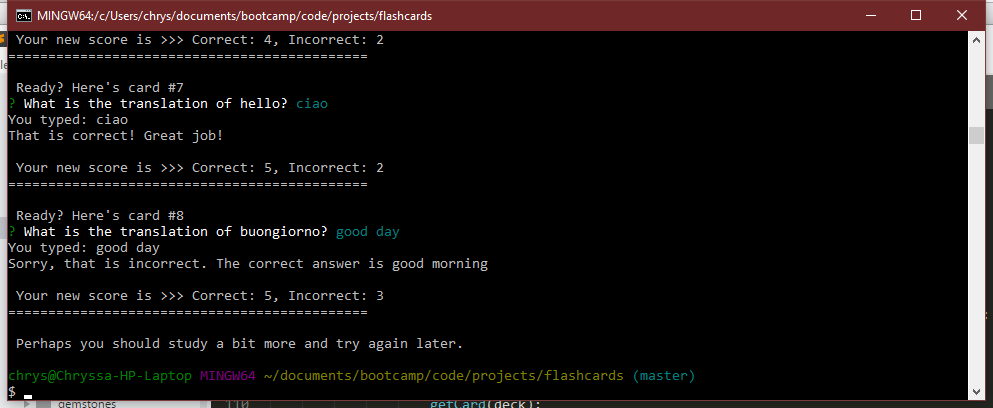 MINGW64:/c/Users/chrys/documents/bootcamp/code/projects/flashcards
Your new score is >>> Correct: 4, Incorrect: 2
=============================================
Ready? Here's card #7
? What is the translation of hello? ciao
You typed: ciao
That is correct! Great job!
Your new score is >>> Correct: 5, Incorrect: 2
=============================================
Ready? Here's card #8
? What is the translation of buongiorno? good day
You typed: good day
Sorry, that is incorrect. The correct answer is good morning
Your new score is >>> Correct: 5, Incorrect: 3
=============================================
Perhaps you should study a bit more and try again later.
chrys@Chryssa-HP-Laptop MINGW64 ~/documents/bootcamp/code/projects/flashcards (master)
$
gemstones 110 getCard(deck);